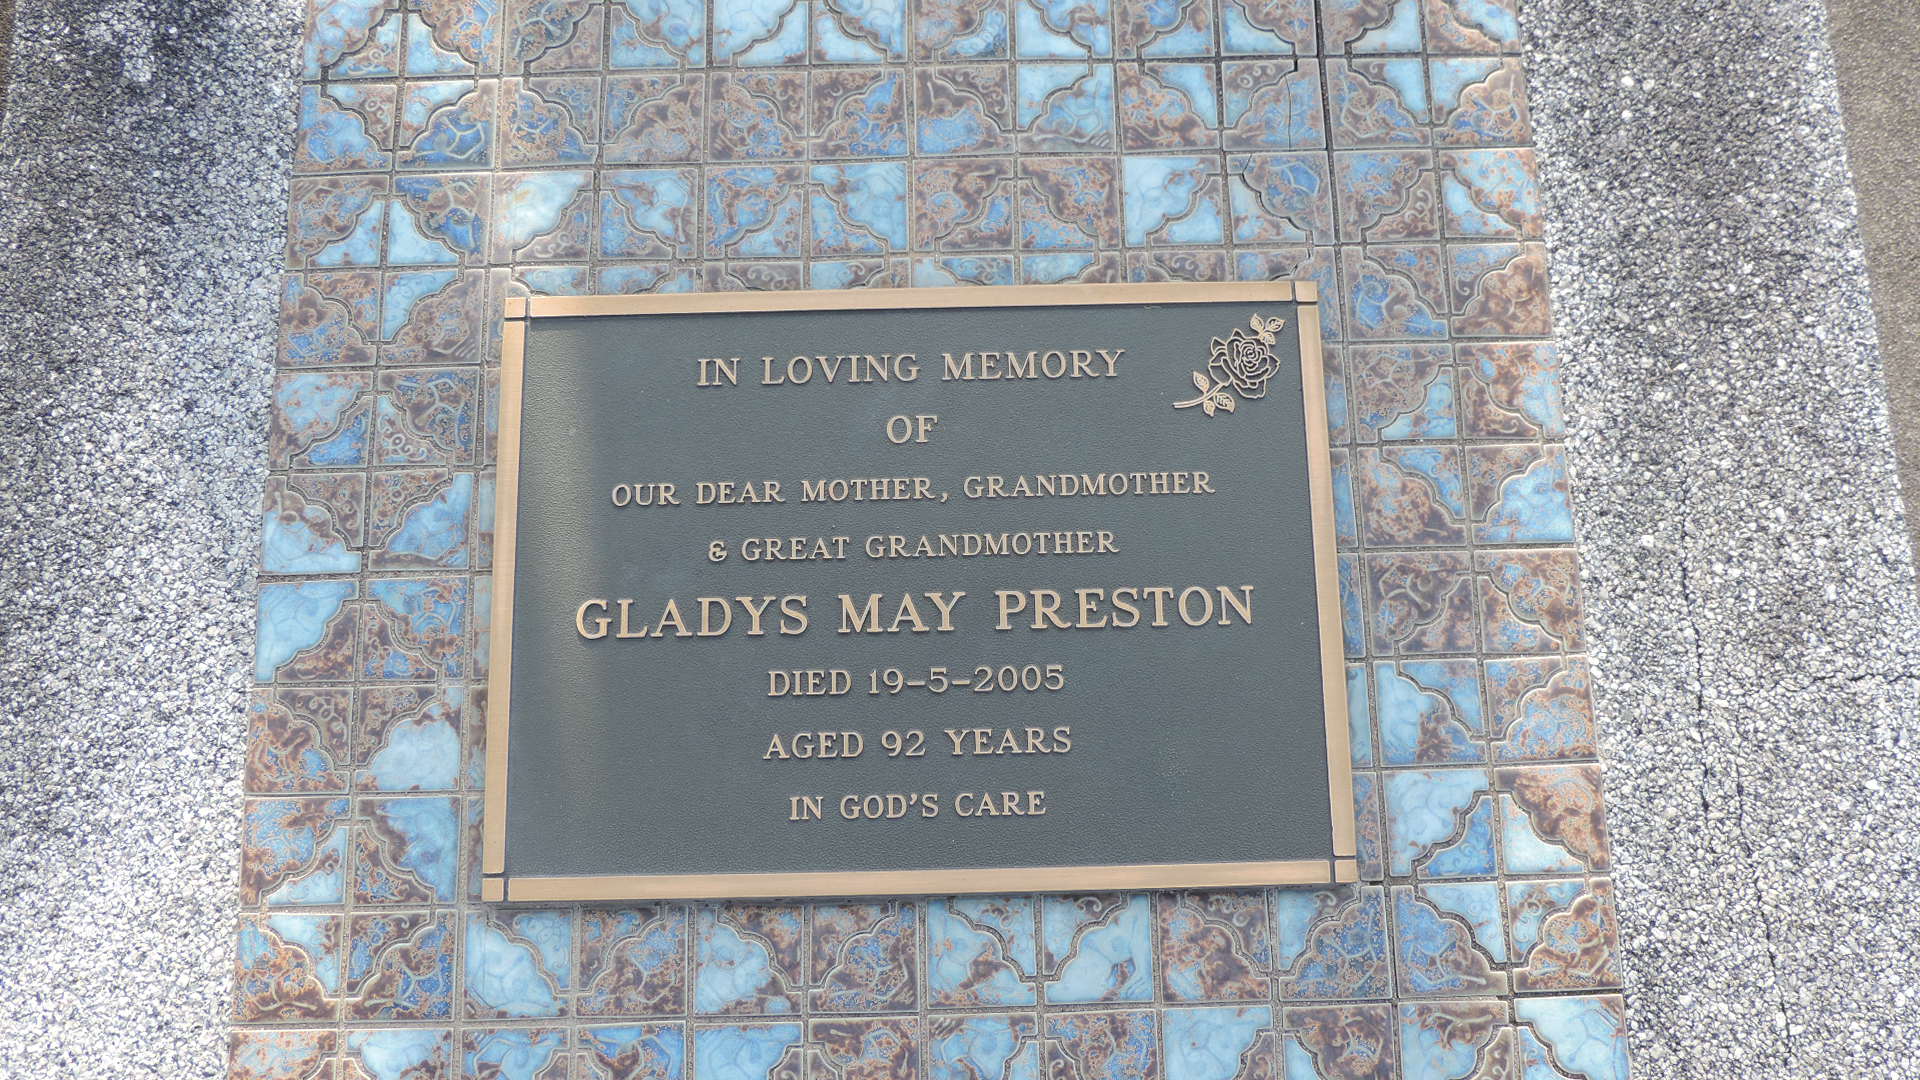 IN LOVING MEMORY
OF
OUR DEAR MOTHER, GRANDMOTHER
& GREAT GRANDMOTHER
GLADYS MAY PRESTON
DIED 19-5-2005
AGED 92 YEARS
IN GOD'S CARE